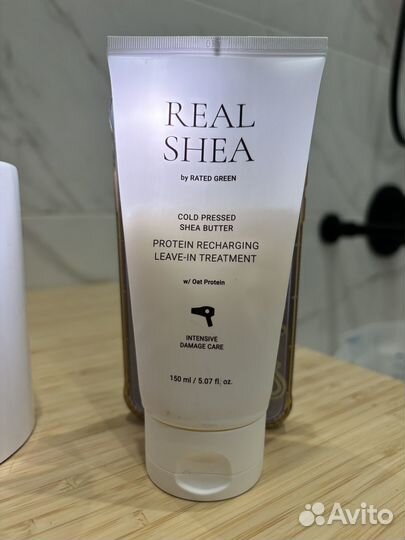 REAL
SHEA
by RATED GREEN
COLD PRESSED
SHEA BUTTER
PROTEIN RECHARGING
LEAVE-IN TREATMENT
w/ Oat Protein
INTENSIVE
DAMAGE CARE
150 ml / 5.07 fl. oz.
Avito